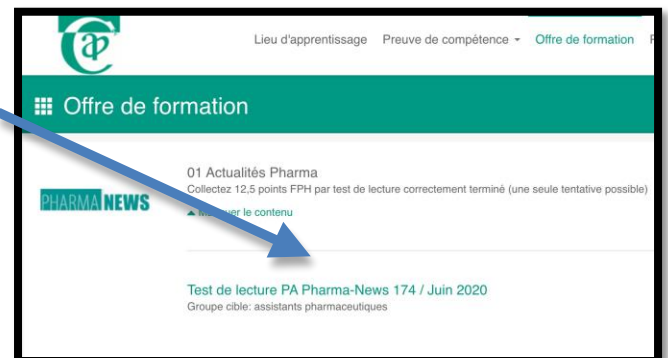 Lieu d'apprentissage Preuve de compétence Offre de formation
Offre de formation
01 Actualités Pharma
Collectez 12,5 points FPH par test de lecture correctement terminé (une seule tentative possible)
PHARMA NEWS
le contenu
Test de lecture PA Pharma-News 174 / Juin 2020
Groupe cible: assistants pharmaceutiques